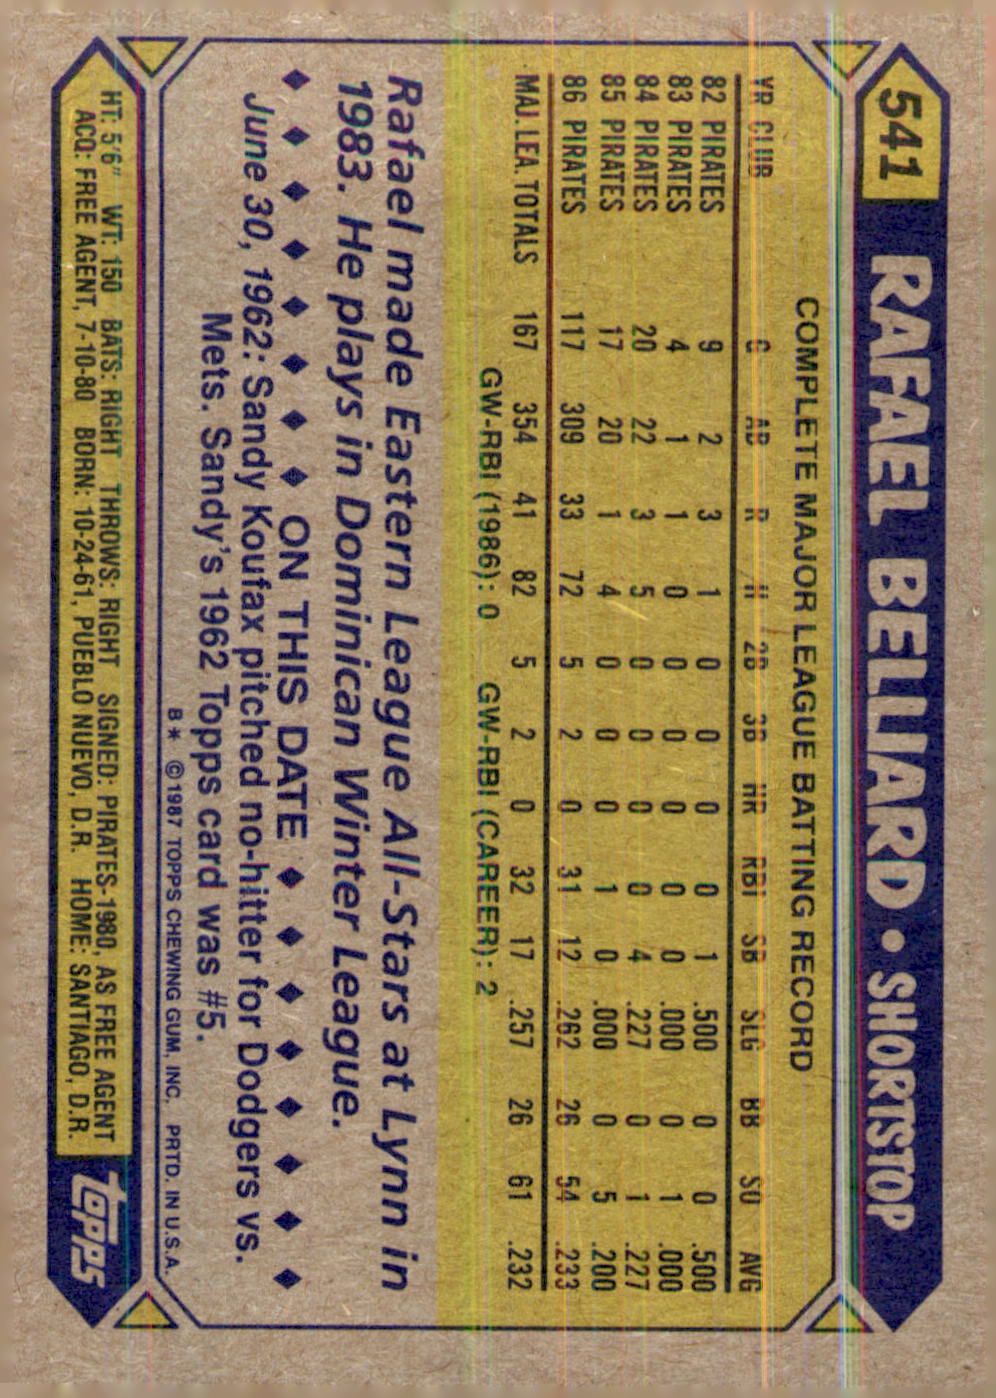 541 RAFAEL BELLIARD • SHORTSTOP
COMPLETE MAJOR LEAGUE BATTING RECORD
YR CLUB G AB R H 2B 3B HR RBI SB SLG BB SO AVG
82 PIRATES 9 2 3 1 0 0 0 0 1 .500 0 0 .500
83 PIRATES 4 1 1 0 0 0 0 0 0 .000 0 1 .000
84 PIRATES 20 22 3 5 0 0 0 0 4 .227 0 1 .227
85 PIRATES 17 20 1 4 0 0 0 1 0 .000 0 5 .200
86 PIRATES 117 309 33 72 5 2 0 31 12 .262 26 54 .233
MAJ. LEA. TOTALS 167 354 41 82 5 2 0 32 17 .257 26 61 .232
GW-RBI (1986): 0 GW-RBI (CAREER): 2
Rafael made Eastern League All-Stars at Lynn in
1983. He plays in Dominican Winter League.
ON THIS DATE
June 30, 1962: Sandy Koufax pitched no-hitter for Dodgers vs.
Mets. Sandy's 1962 Topps card was #5.
B * © 1987 TOPPS CHEWING GUM, INC. PRTD. IN U.S.A.
HT: 5'6" WT: 150 BATS: RIGHT THROWS: RIGHT SIGNED: PIRATES-1980, AS FREE AGENT
ACQ: FREE AGENT, 7-10-80 BORN: 10-24-61, PUEBLO NUEVO, D.R. HOME: SANTIAGO, D.R.
topps